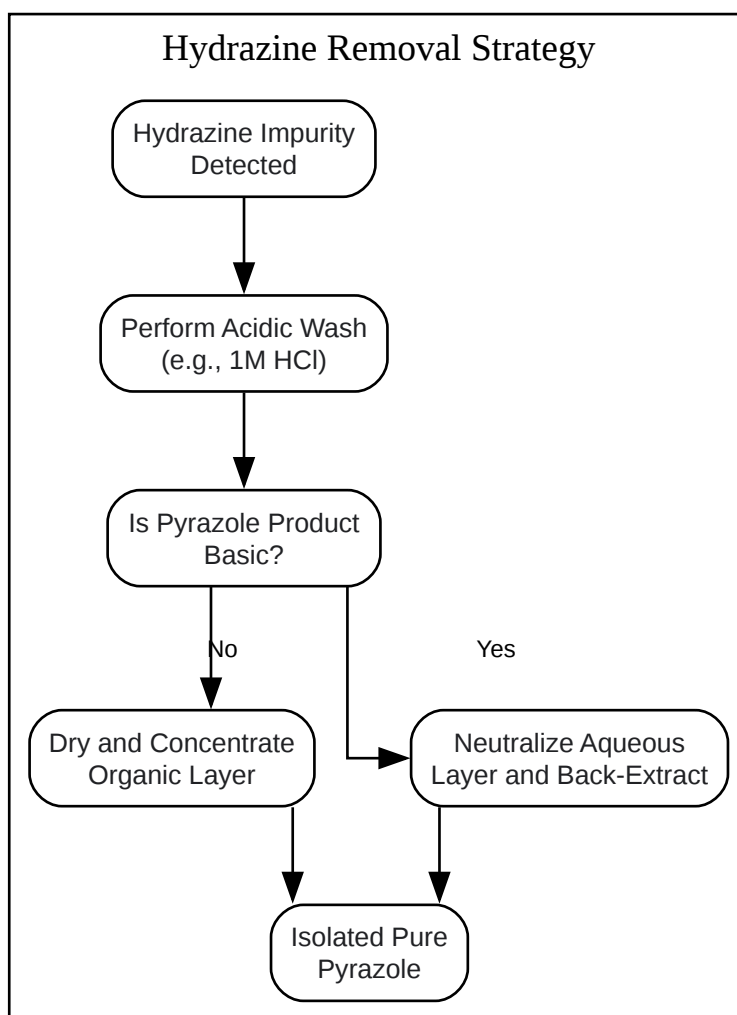 Hydrazine Removal Strategy
Hydrazine Impurity
Detected
Perform Acidic Wash
(e.g., 1M HCl)
Is Pyrazole Product
Basic?
No
Yes
Dry and Concentrate
Organic Layer
Neutralize Aqueous
Layer and Back-Extract
Isolated Pure
Pyrazole